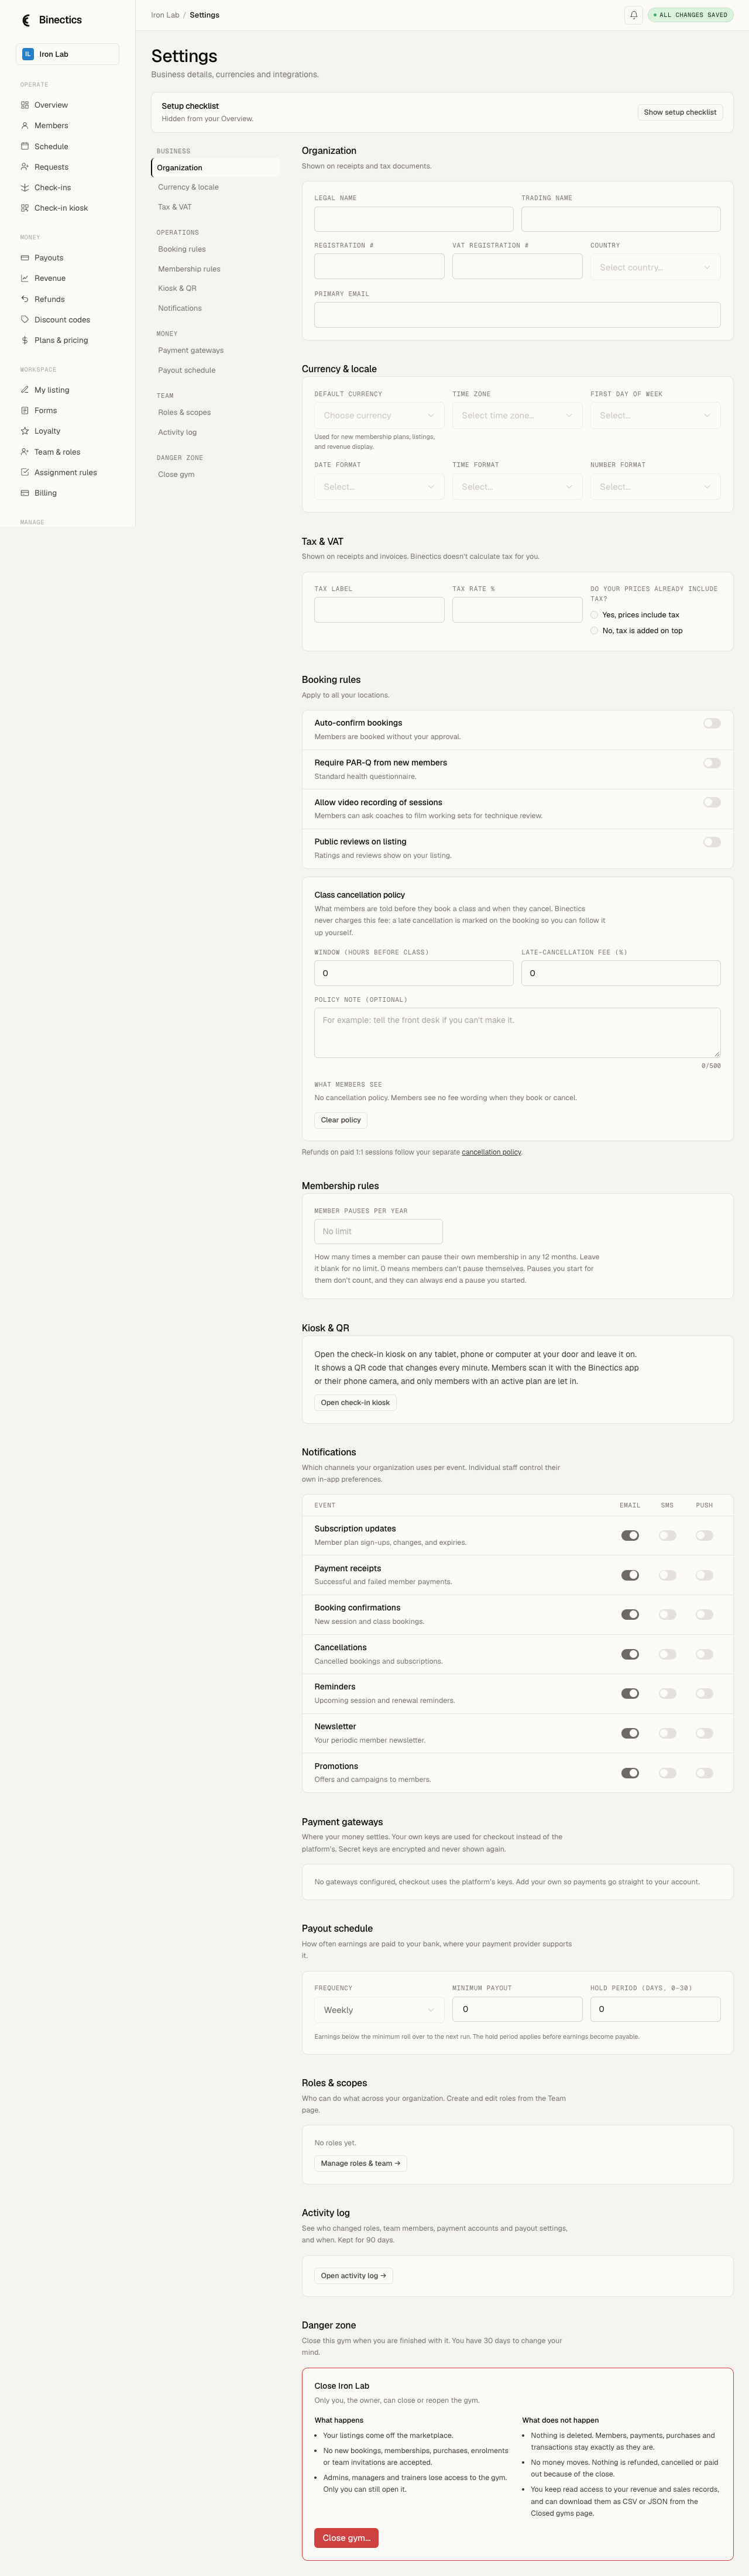 Binectics
IL Iron Lab
OPERATE
Overview
Members
Schedule
Requests
Check-ins
Check-in kiosk
MONEY
Payouts
Revenue
Refunds
Discount codes
Plans & pricing
WORKSPACE
My listing
Forms
Loyalty
Team & roles
Assignment rules
Billing
MANAGE
Iron Lab / Settings
ALL CHANGES SAVED
Settings
Business details, currencies and integrations.
Setup checklist
Hidden from your Overview.
Show setup checklist
BUSINESS
Organization
Currency & locale
Tax & VAT
OPERATIONS
Booking rules
Membership rules
Kiosk & QR
Notifications
MONEY
Payment gateways
Payout schedule
TEAM
Roles & scopes
Activity log
DANGER ZONE
Close gym
Organization
Shown on receipts and tax documents.
LEGAL NAME
TRADING NAME
REGISTRATION #
VAT REGISTRATION #
COUNTRY
Select country...
PRIMARY EMAIL
Currency & locale
DEFAULT CURRENCY
TIME ZONE
FIRST DAY OF WEEK
Choose currency
Select time zone...
Select...
Used for new membership plans, listings,
and revenue display.
DATE FORMAT
TIME FORMAT
NUMBER FORMAT
Select...
Select...
Select...
Tax & VAT
Shown on receipts and invoices. Binectics doesn't calculate tax for you.
TAX LABEL
TAX RATE %
DO YOUR PRICES ALREADY INCLUDE
TAX?
Yes, prices include tax
No, tax is added on top
Booking rules
Apply to all your locations.
Auto-confirm bookings
Members are booked without your approval.
Require PAR-Q from new members
Standard health questionnaire.
Allow video recording of sessions
Members can ask coaches to film working sets for technique review.
Public reviews on listing
Ratings and reviews show on your listing.
Class cancellation policy
What members are told before they book a class and when they cancel. Binectics
never charges this fee: a late cancellation is marked on the booking so you can follow it
up yourself.
WINDOW (HOURS BEFORE CLASS)
LATE-CANCELLATION FEE (%)
0
0
POLICY NOTE (OPTIONAL)
For example: tell the front desk if you can't make it.
0/500
WHAT MEMBERS SEE
No cancellation policy. Members see no fee wording when they book or cancel.
Clear policy
Refunds on paid 1:1 sessions follow your separate cancellation policy.
Membership rules
MEMBER PAUSES PER YEAR
No limit
How many times a member can pause their own membership in any 12 months. Leave
it blank for no limit. 0 means members can't pause themselves. Pauses you start for
them don't count, and they can always end a pause you started.
Kiosk & QR
Open the check-in kiosk on any tablet, phone or computer at your door and leave it on.
It shows a QR code that changes every minute. Members scan it with the Binectics app
or their phone camera, and only members with an active plan are let in.
Open check-in kiosk
Notifications
Which channels your organization uses per event. Individual staff control their
own in-app preferences.
EVENT
EMAIL
SMS
PUSH
Subscription updates
Member plan sign-ups, changes, and expiries.
Payment receipts
Successful and failed member payments.
Booking confirmations
New session and class bookings.
Cancellations
Cancelled bookings and subscriptions.
Reminders
Upcoming session and renewal reminders.
Newsletter
Your periodic member newsletter.
Promotions
Offers and campaigns to members.
Payment gateways
Where your money settles. Your own keys are used for checkout instead of the
platform's. Secret keys are encrypted and never shown again.
No gateways configured, checkout uses the platform's keys. Add your own so payments go straight to your account.
Payout schedule
How often earnings are paid to your bank, where your payment provider supports
it.
FREQUENCY
MINIMUM PAYOUT
HOLD PERIOD (DAYS, 0–30)
Weekly
0
0
Earnings below the minimum roll over to the next run. The hold period applies before earnings become payable.
Roles & scopes
Who can do what across your organization. Create and edit roles from the Team
page.
No roles yet.
Manage roles & team →
Activity log
See who changed roles, team members, payment accounts and payout settings,
and when. Kept for 90 days.
Open activity log →
Danger zone
Close this gym when you are finished with it. You have 30 days to change your
mind.
Close Iron Lab
Only you, the owner, can close or reopen the gym.
What happens
• Your listings come off the marketplace.
• No new bookings, memberships, purchases, enrolments
or team invitations are accepted.
• Admins, managers and trainers lose access to the gym.
Only you can still open it.
What does not happen
• Nothing is deleted. Members, payments, purchases and
transactions stay exactly as they are.
• No money moves. Nothing is refunded, cancelled or paid
out because of the close.
• You keep read access to your revenue and sales records,
and can download them as CSV or JSON from the
Closed gyms page.
Close gym...